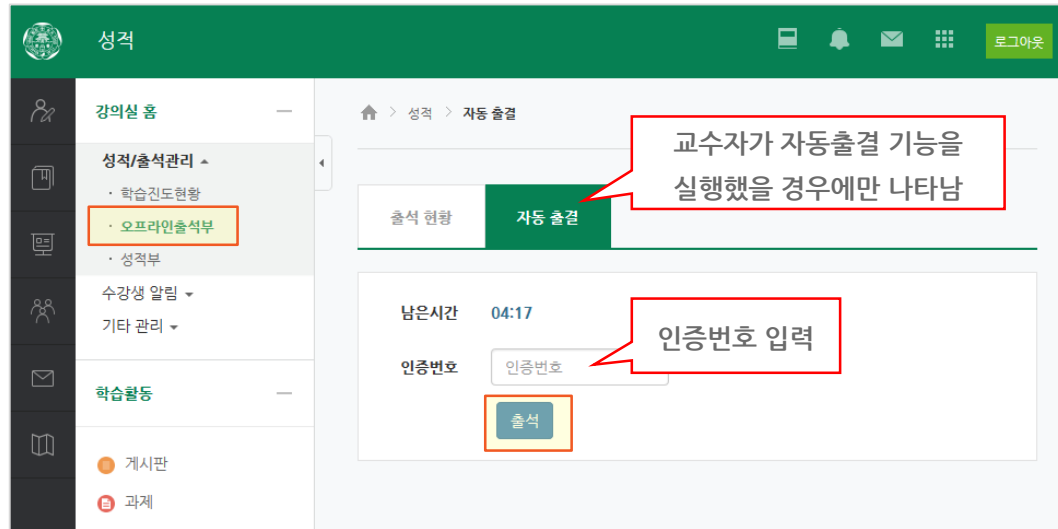 성적
로그아웃
강의실 홈
성적/출석관리
· 학습진도현황
· 오프라인출석부
· 성적부
수강생 알림
기타 관리
학습활동
게시판
과제
성적 > 자동 출결
교수자가 자동출결 기능을
실행했을 경우에만 나타남
출석 현황
자동 출결
남은시간 04:17
인증번호 인증번호
인증번호 입력
출석